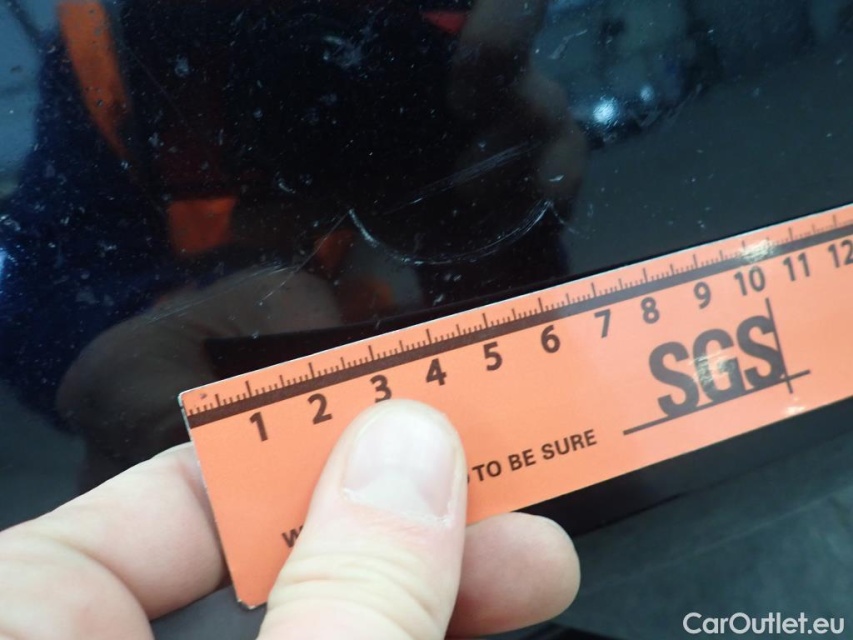 1 2 3 4 5 6 7 8 9 10 11 12
SGS
TO BE SURE
CarOutlet.eu